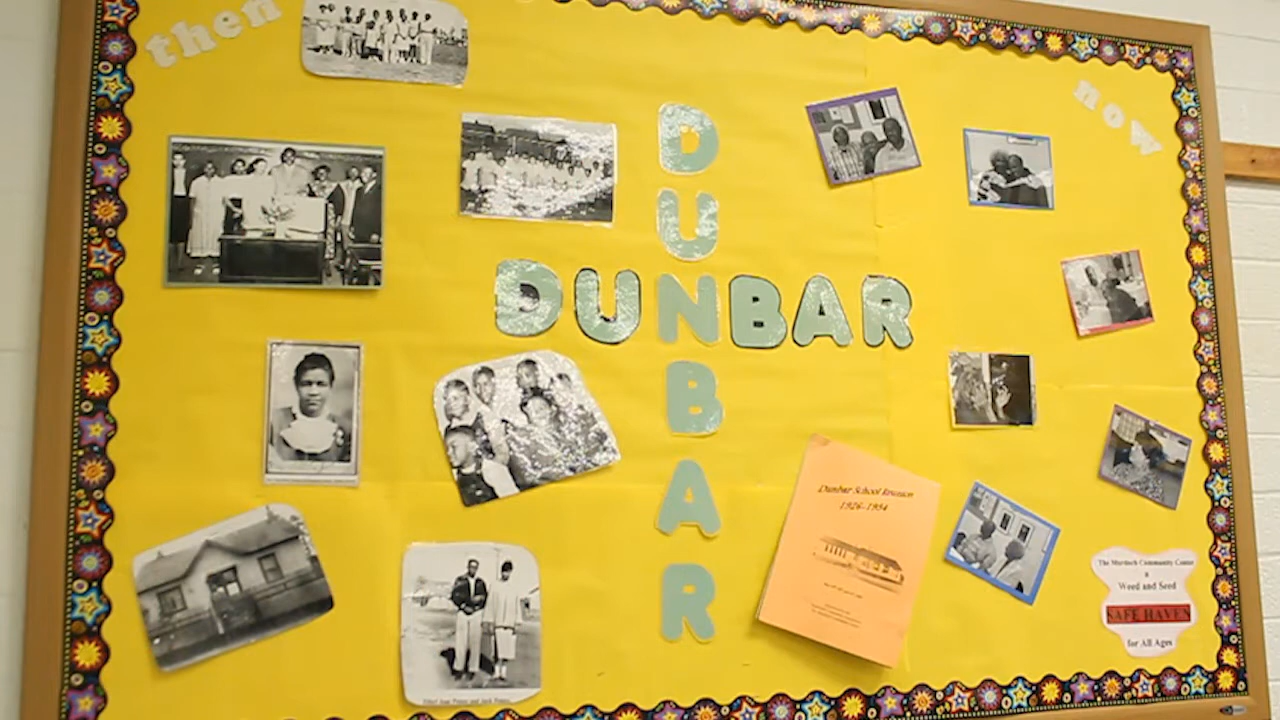 then
now
DUNBAR
DUNBAR
Dunbar School Reunion
1926-1954
The Murdoch Community Center
a
Weed and Seed
SAFE HAVEN
for All Ages